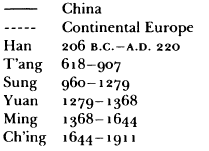 China
Continental Europe
Han 206 B.C.–A.D. 220
T'ang 618–907
Sung 960–1279
Yuan 1279–1368
Ming 1368–1644
Ch'ing 1644–1911